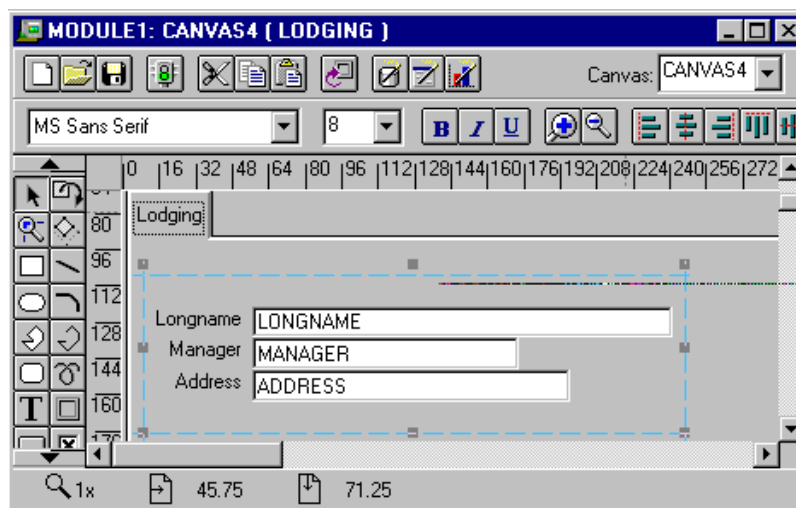 MODULE1: CANVAS4 ( LODGING )
Canvas: CANVAS4
MS Sans Serif 8 B I U
0 16 32 48 64 80 96 112 128 144 160 176 192 208 224 240 256 272
Lodging
80
96
112
Longname LONGNAME
128
Manager MANAGER
144
Address ADDRESS
T 160
1x 45.75 71.25